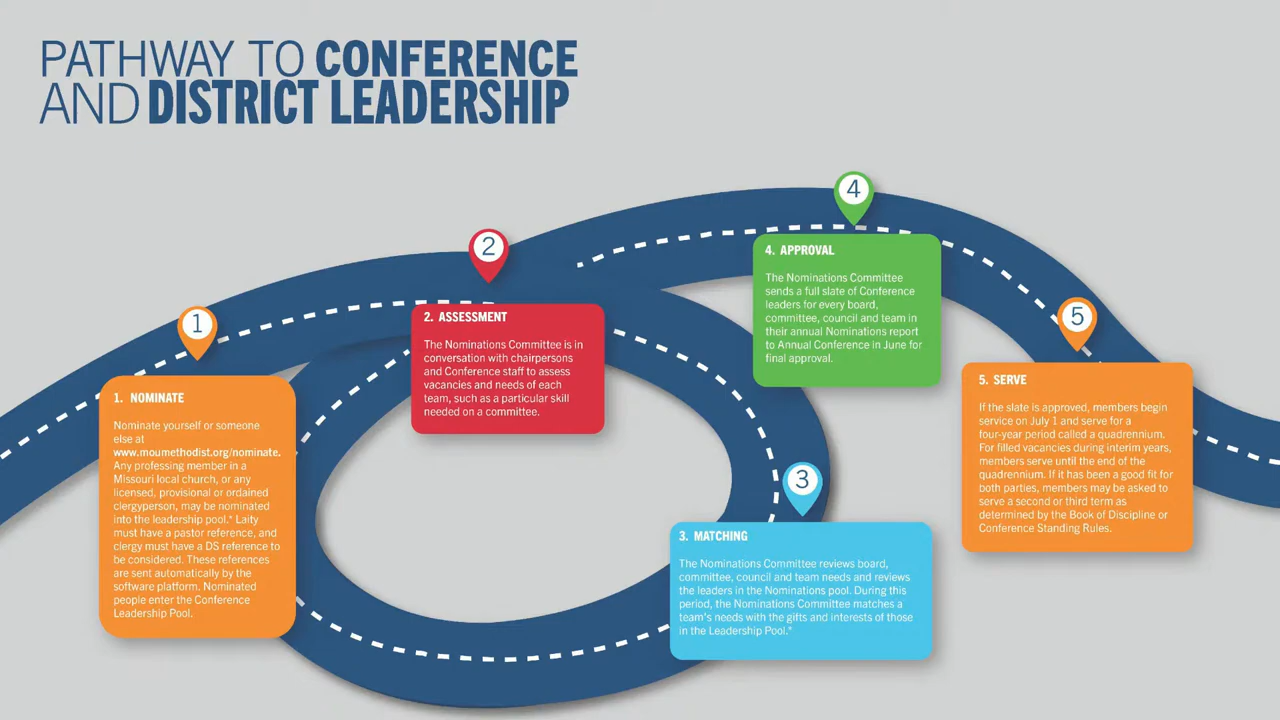 PATHWAY TO CONFERENCE
AND DISTRICT LEADERSHIP
1
1. NOMINATE
Nominate yourself or someone
else at
www.moumethodist.org/nominate.
Any professing member in a
Missouri local church, or any
licensed, provisional or ordained
clergyperson, may be nominated
into the leadership pool.* Laity
must have a pastor reference, and
clergy must have a DS reference to
be considered. These references
are sent automatically by the
software platform. Nominated
people enter the Conference
Leadership Pool.
2
2. ASSESSMENT
The Nominations Committee is in
conversation with chairpersons
and Conference staff to assess
vacancies and needs of each
team, such as a particular skill
needed on a committee.
3
3. MATCHING
The Nominations Committee reviews board,
committee, council and team needs and reviews
the leaders in the Nominations pool. During this
period, the Nominations Committee matches a
team's needs with the gifts and interests of those
in the Leadership Pool.*
4
4. APPROVAL
The Nominations Committee
sends a full slate of Conference
leaders for every board,
committee, council and team in
their annual Nominations report
to Annual Conference in June for
final approval.
5
5. SERVE
If the slate is approved, members begin
service on July 1 and serve for a
four-year period called a quadrennium.
For filled vacancies during interim years,
members serve until the end of the
quadrennium. If it has been a good fit for
both parties, members may be asked to
serve a second or third term as
determined by the Book of Discipline or
Conference Standing Rules.